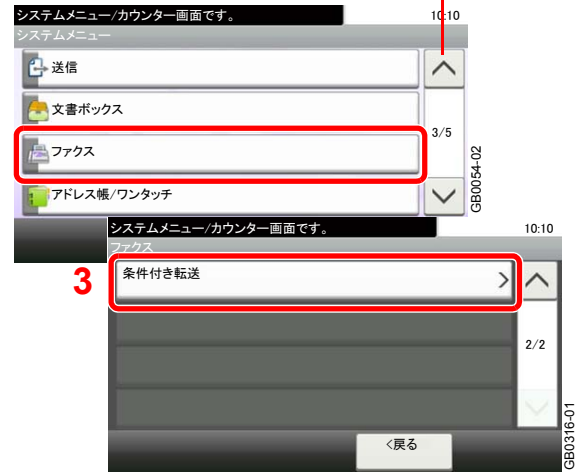 システムメニュー/カウンター画面です。 10:10
システムメニュー
送信
文書ボックス
3/5
ファクス
アドレス帳/ワンタッチ
GB0054-02
システムメニュー/カウンター画面です。 10:10
ファクス
3
条件付き転送
2/2
<戻る
GB0316-01